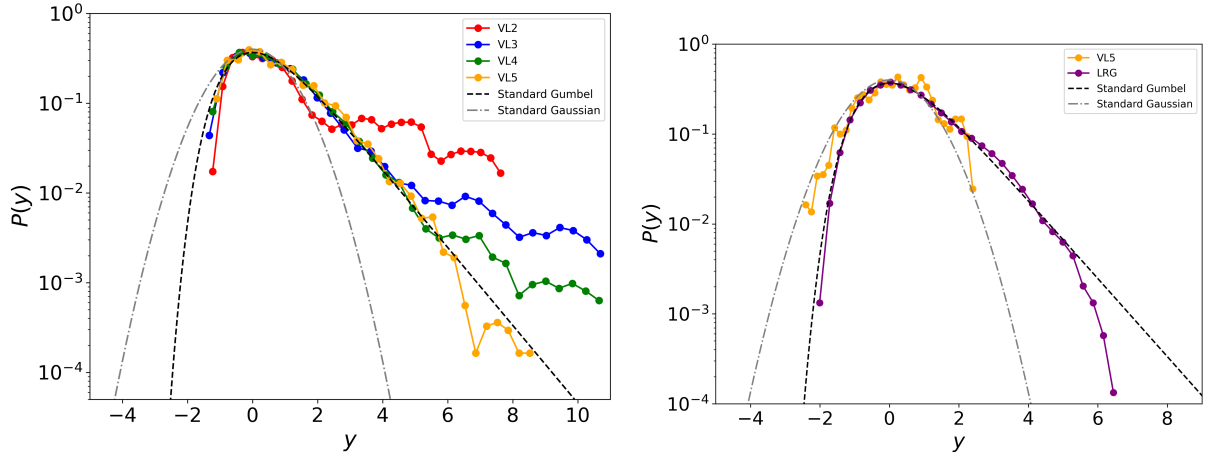 10^0
10^{-1}
10^{-2}
10^{-3}
10^{-4}
P(y)
−4 −2 0 2 4 6 8 10
y
VL2
VL3
VL4
VL5
Standard Gumbel
Standard Gaussian
10^0
10^{-1}
10^{-2}
10^{-3}
10^{-4}
P(y)
−4 −2 0 2 4 6 8
y
VL5
LRG
Standard Gumbel
Standard Gaussian